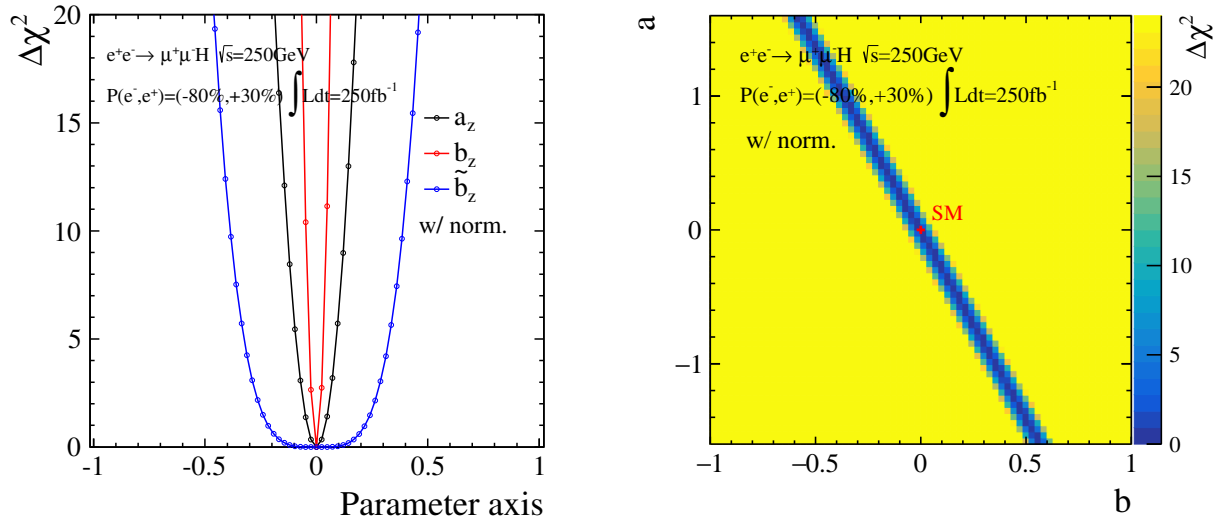 Δχ²
20
15
10
5
0
-1
-0.5
0
0.5
1
Parameter axis
e⁺e⁻→ μ⁺μ⁻H √s=250GeV
P(e⁻,e⁺)=(-80%,+30%) ∫Ldt=250fb⁻¹
a_z
b_z
b̃_z
w/ norm.
a
1
0
−1
−1
−0.5
0
0.5
1
b
e⁺e⁻→ μ⁺μ⁻H √s=250GeV
P(e⁻,e⁺)=(-80%,+30%) ∫Ldt=250fb⁻¹
w/ norm.
SM
Δχ²
20
15
10
5
0